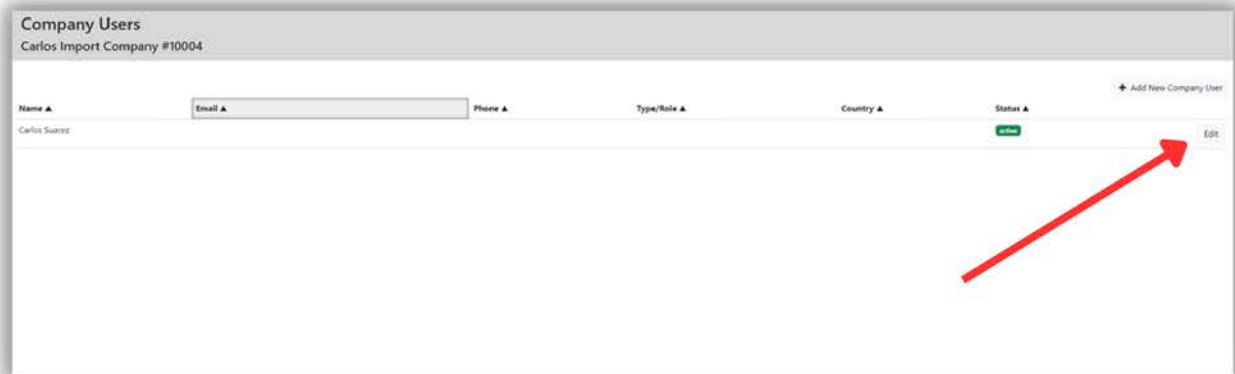 Company Users
Carlos Import Company #10004
+ Add New Company User
Name ▲ Email ▲ Phone ▲ Type/Role ▲ Country ▲ Status ▲
Carlos Suarez active Edit